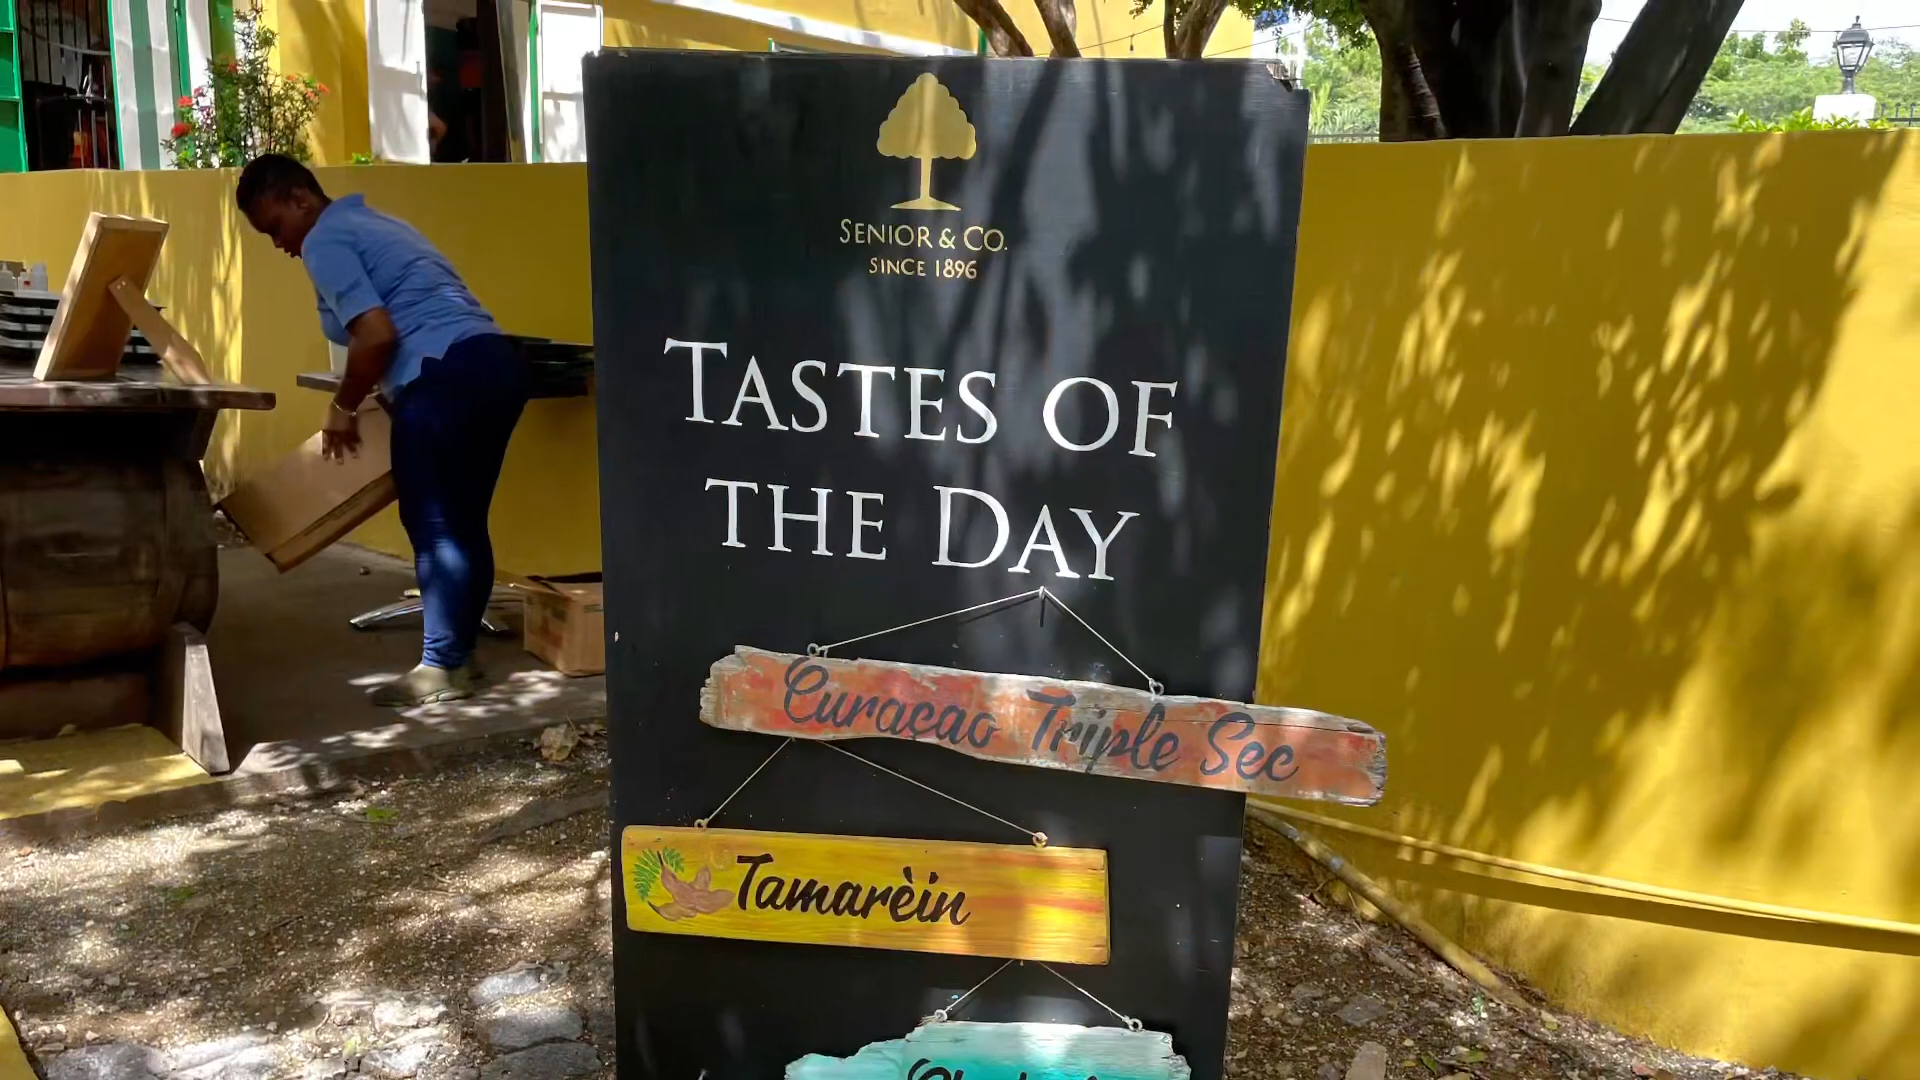 SENIOR & CO.
SINCE 1896
TASTES OF
THE DAY
Curaçao Triple Sec
Tamarèin